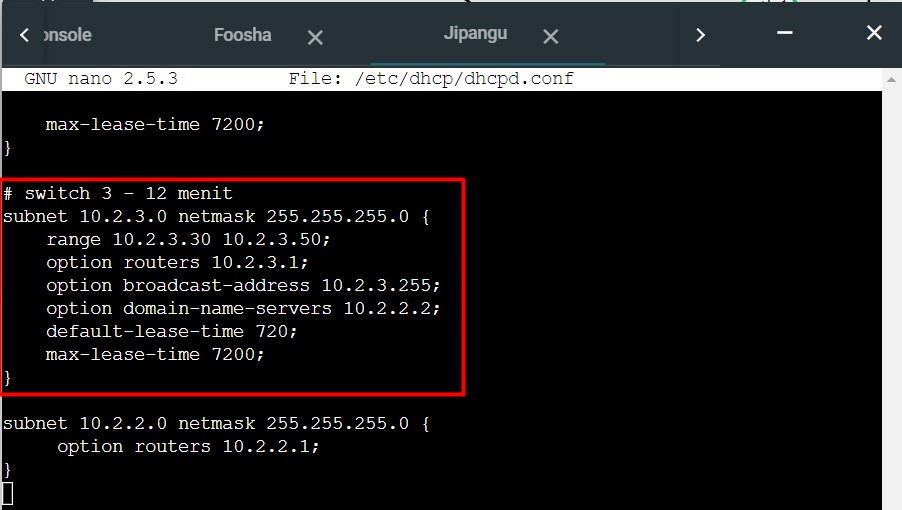 onsole
Foosha
Jipangu
GNU nano 2.5.3 File: /etc/dhcp/dhcpd.conf
max-lease-time 7200;
}
# switch 3 - 12 menit
subnet 10.2.3.0 netmask 255.255.255.0 {
range 10.2.3.30 10.2.3.50;
option routers 10.2.3.1;
option broadcast-address 10.2.3.255;
option domain-name-servers 10.2.2.2;
default-lease-time 720;
max-lease-time 7200;
}
subnet 10.2.2.0 netmask 255.255.255.0 {
option routers 10.2.2.1;
}